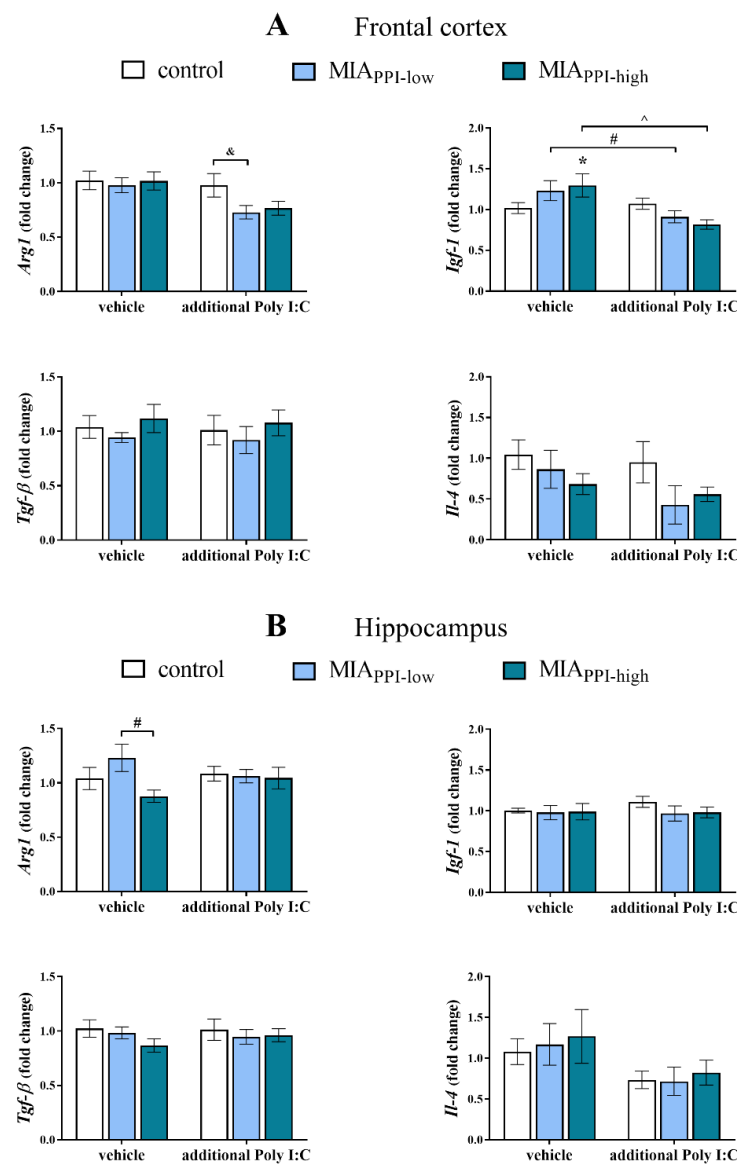 A Frontal cortex
control MIAPPI-low MIAPPI-high
Arg1 (fold change)
1.5
1.0
0.5
0.0
&
vehicle additional Poly I:C
Igf-1 (fold change)
2.0
1.5
1.0
0.5
0.0
^
#
*
vehicle additional Poly I:C
Tgf-β (fold change)
1.5
1.0
0.5
0.0
vehicle additional Poly I:C
Il-4 (fold change)
2.0
1.5
1.0
0.5
0.0
vehicle additional Poly I:C
B Hippocampus
control MIAPPI-low MIAPPI-high
Arg1 (fold change)
1.5
1.0
0.5
0.0
#
vehicle additional Poly I:C
Igf-1 (fold change)
2.0
1.5
1.0
0.5
0.0
vehicle additional Poly I:C
Tgf-β (fold change)
1.5
1.0
0.5
0.0
vehicle additional Poly I:C
Il-4 (fold change)
2.0
1.5
1.0
0.5
0.0
vehicle additional Poly I:C